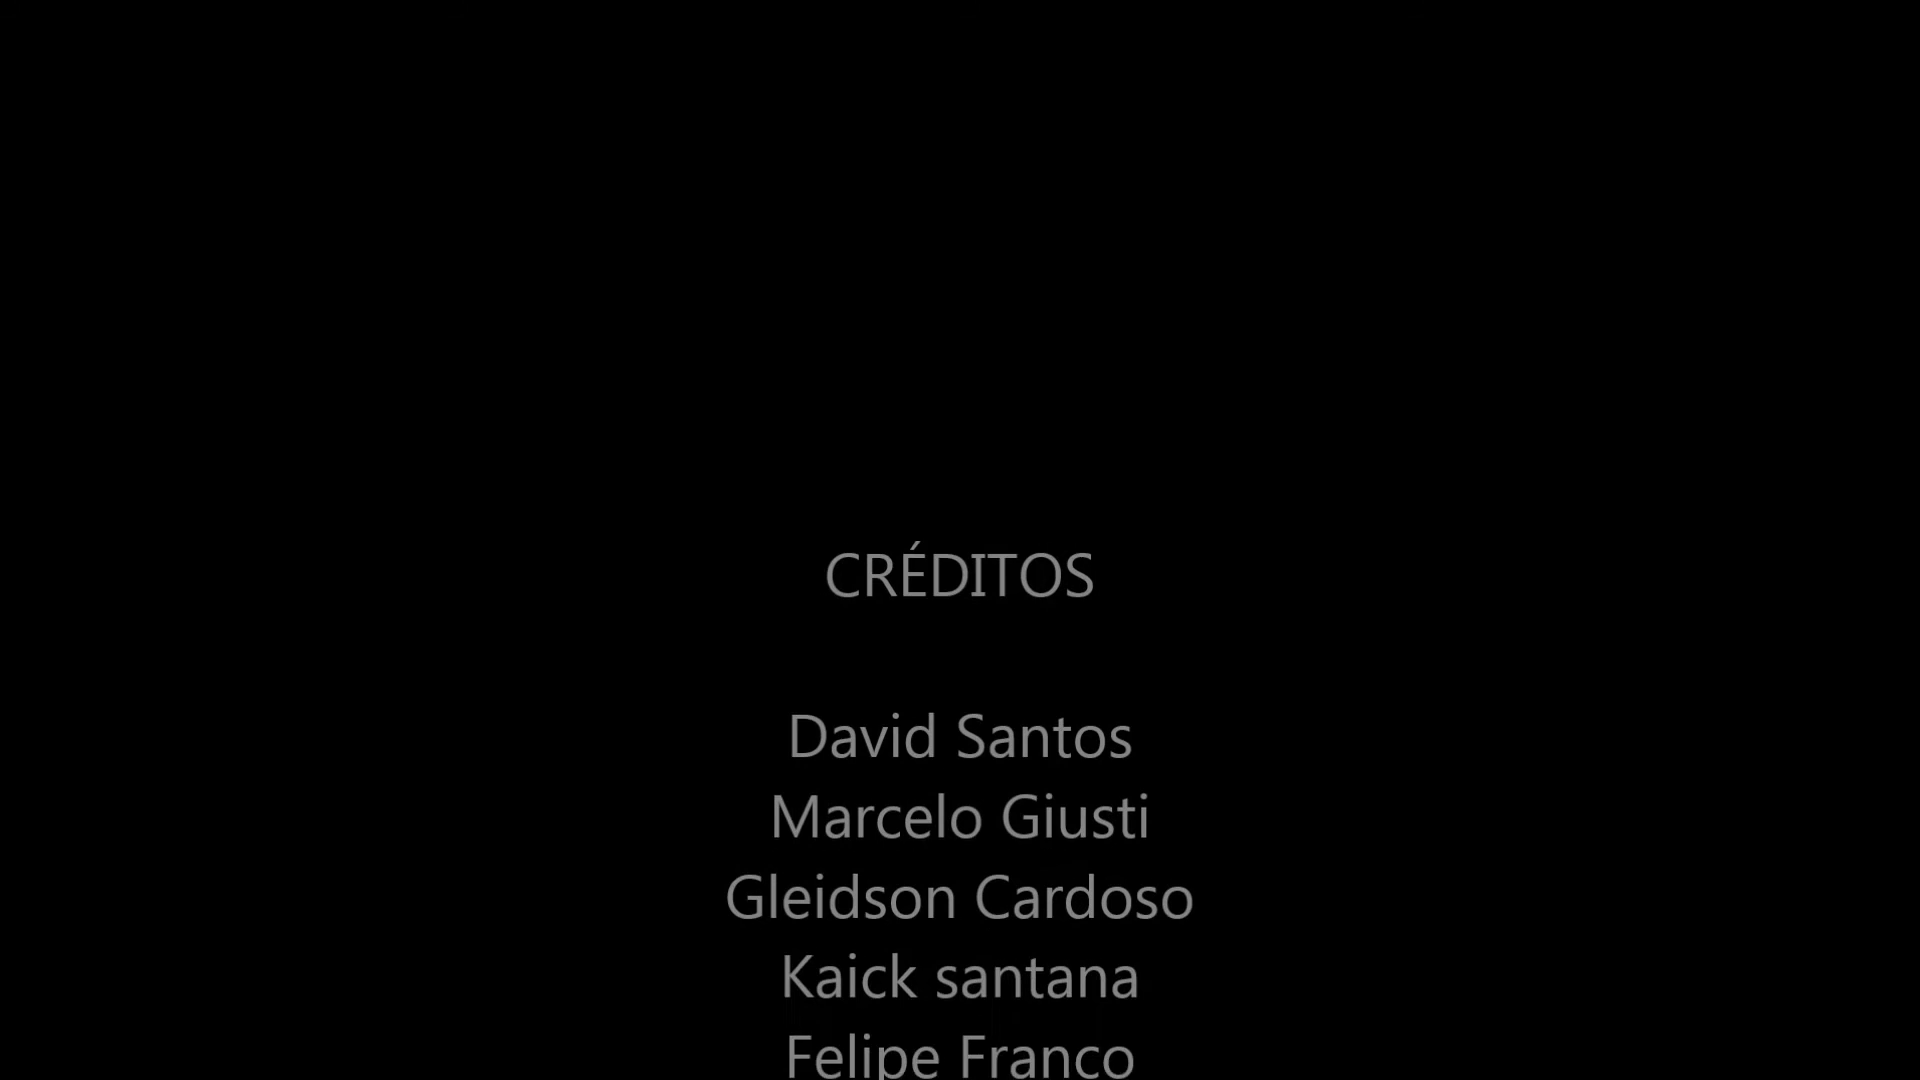 CRÉDITOS
David Santos
Marcelo Giusti
Gleidson Cardoso
Kaick santana
Felipe Franco